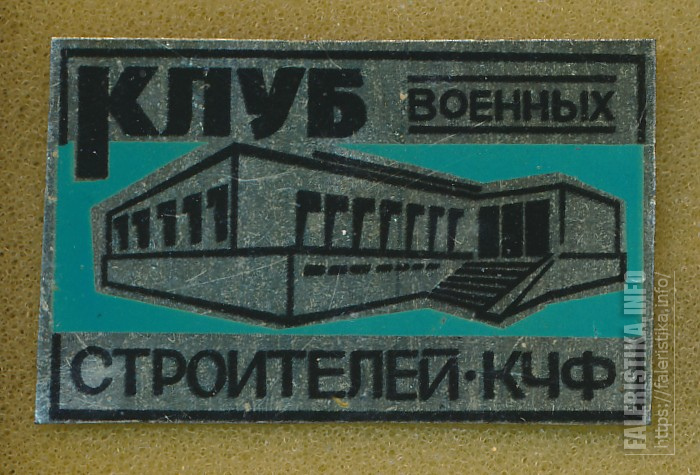 КЛУБ
ВОЕННЫХ
СТРОИТЕЛЕЙ·КЧФ
FALERISTIKA.INFO
https://faleristika.info/